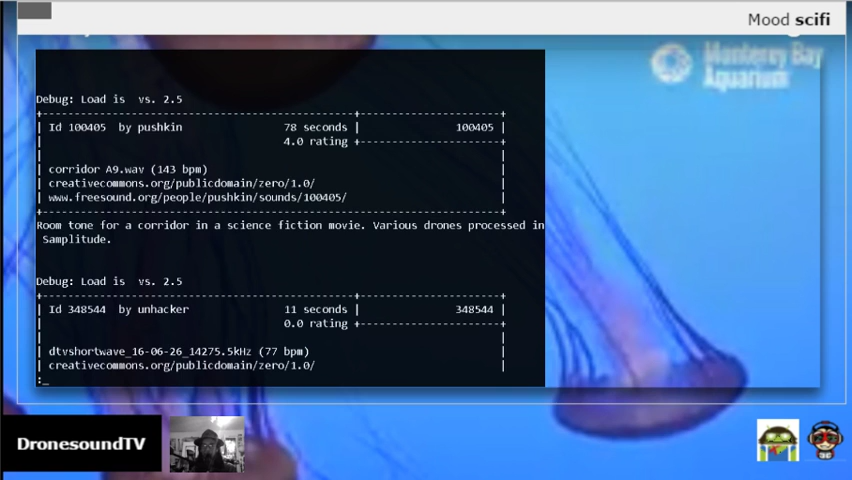 Mood scifi
Monterey Bay
Aquarium
Debug: Load is  vs. 2.5
Id 100405  by pushkin  78 seconds  100405
4.0 rating
corridor A9.wav (143 bpm)
creativecommons.org/publicdomain/zero/1.0/
www.freesound.org/people/pushkin/sounds/100405/
Room tone for a corridor in a science fiction movie. Various drones processed in
Samplitude.
Debug: Load is  vs. 2.5
Id 348544  by unhacker  11 seconds  348544
0.0 rating
dtvshortwave_16-06-26_14275.5kHz (77 bpm)
creativecommons.org/publicdomain/zero/1.0/
:_
DronesoundTV